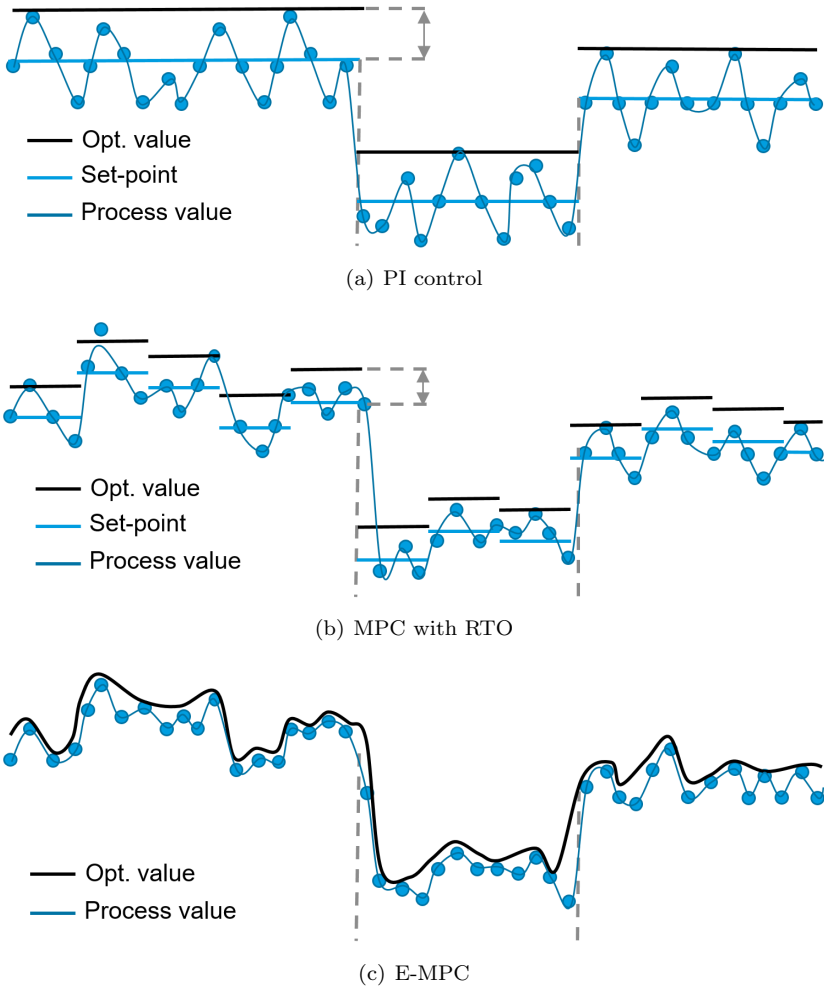 Opt. value
Set-point
Process value
(a) PI control
Opt. value
Set-point
Process value
(b) MPC with RTO
Opt. value
Process value
(c) E-MPC